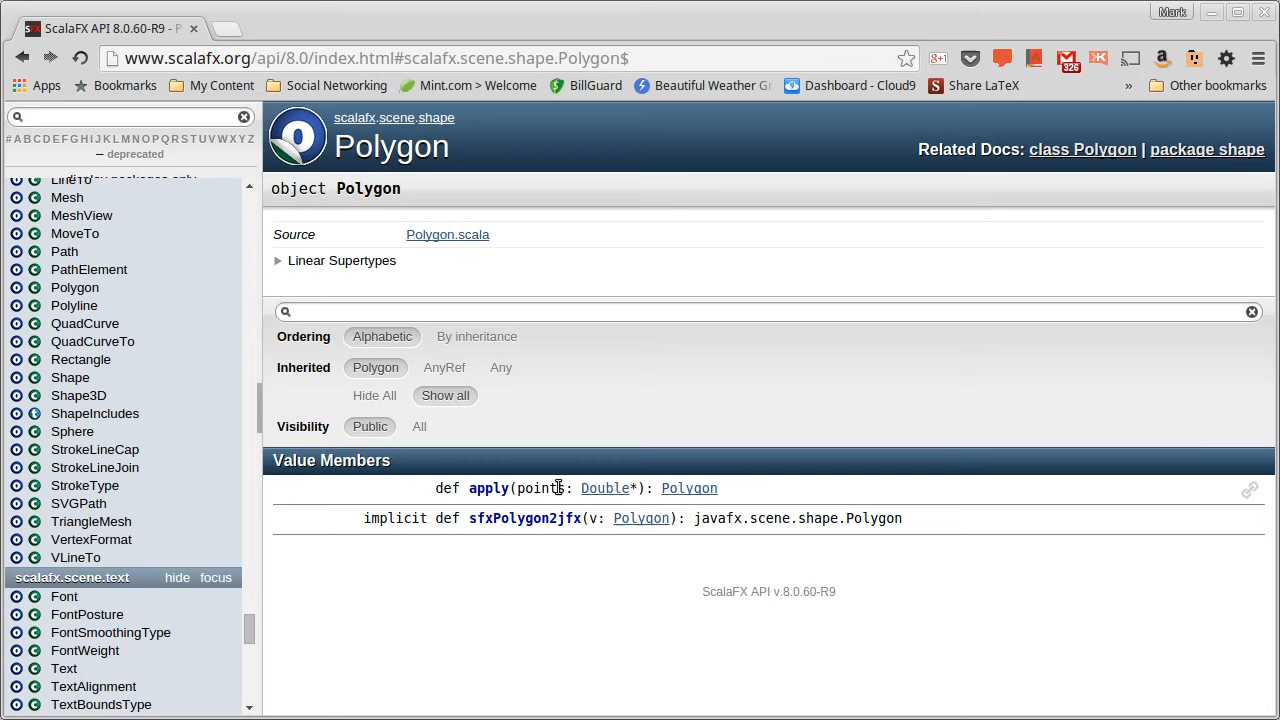 Mark
SFX ScalaFX API 8.0.60-R9 - P
www.scalafx.org/api/8.0/index.html#scalafx.scene.shape.Polygon$
326
Apps Bookmarks My Content Social Networking Mint.com > Welcome BillGuard Beautiful Weather Gr Dashboard - Cloud9 Share LaTeX » Other bookmarks
#ABCDEFGHIJKLMNOPQRSTUVWXYZ
– deprecated
LineTo
Mesh
MeshView
MoveTo
Path
PathElement
Polygon
Polyline
QuadCurve
QuadCurveTo
Rectangle
Shape
Shape3D
ShapeIncludes
Sphere
StrokeLineCap
StrokeLineJoin
StrokeType
SVGPath
TriangleMesh
VertexFormat
VLineTo
scalafx.scene.text hide focus
Font
FontPosture
FontSmoothingType
FontWeight
Text
TextAlignment
TextBoundsType
scalafx.scene.shape
Polygon
Related Docs: class Polygon | package shape
object Polygon
Source Polygon.scala
Linear Supertypes
Ordering Alphabetic By inheritance
Inherited Polygon AnyRef Any
Hide All Show all
Visibility Public All
Value Members
def apply(points: Double*): Polygon
implicit def sfxPolygon2jfx(v: Polygon): javafx.scene.shape.Polygon
ScalaFX API v.8.0.60-R9